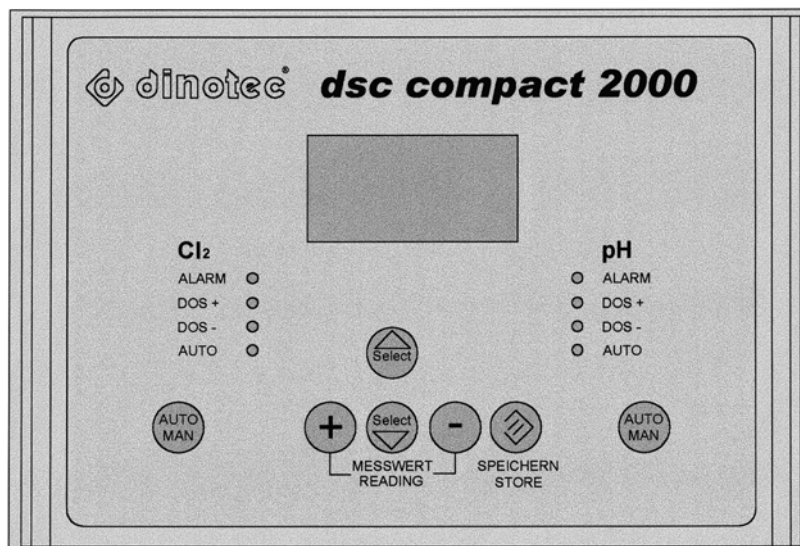 dinotec® dsc compact 2000
Cl₂
ALARM
DOS +
DOS -
AUTO
pH
ALARM
DOS +
DOS -
AUTO
Select
AUTO
MAN
+
Select
-
AUTO
MAN
MESSWERT
READING
SPEICHERN
STORE